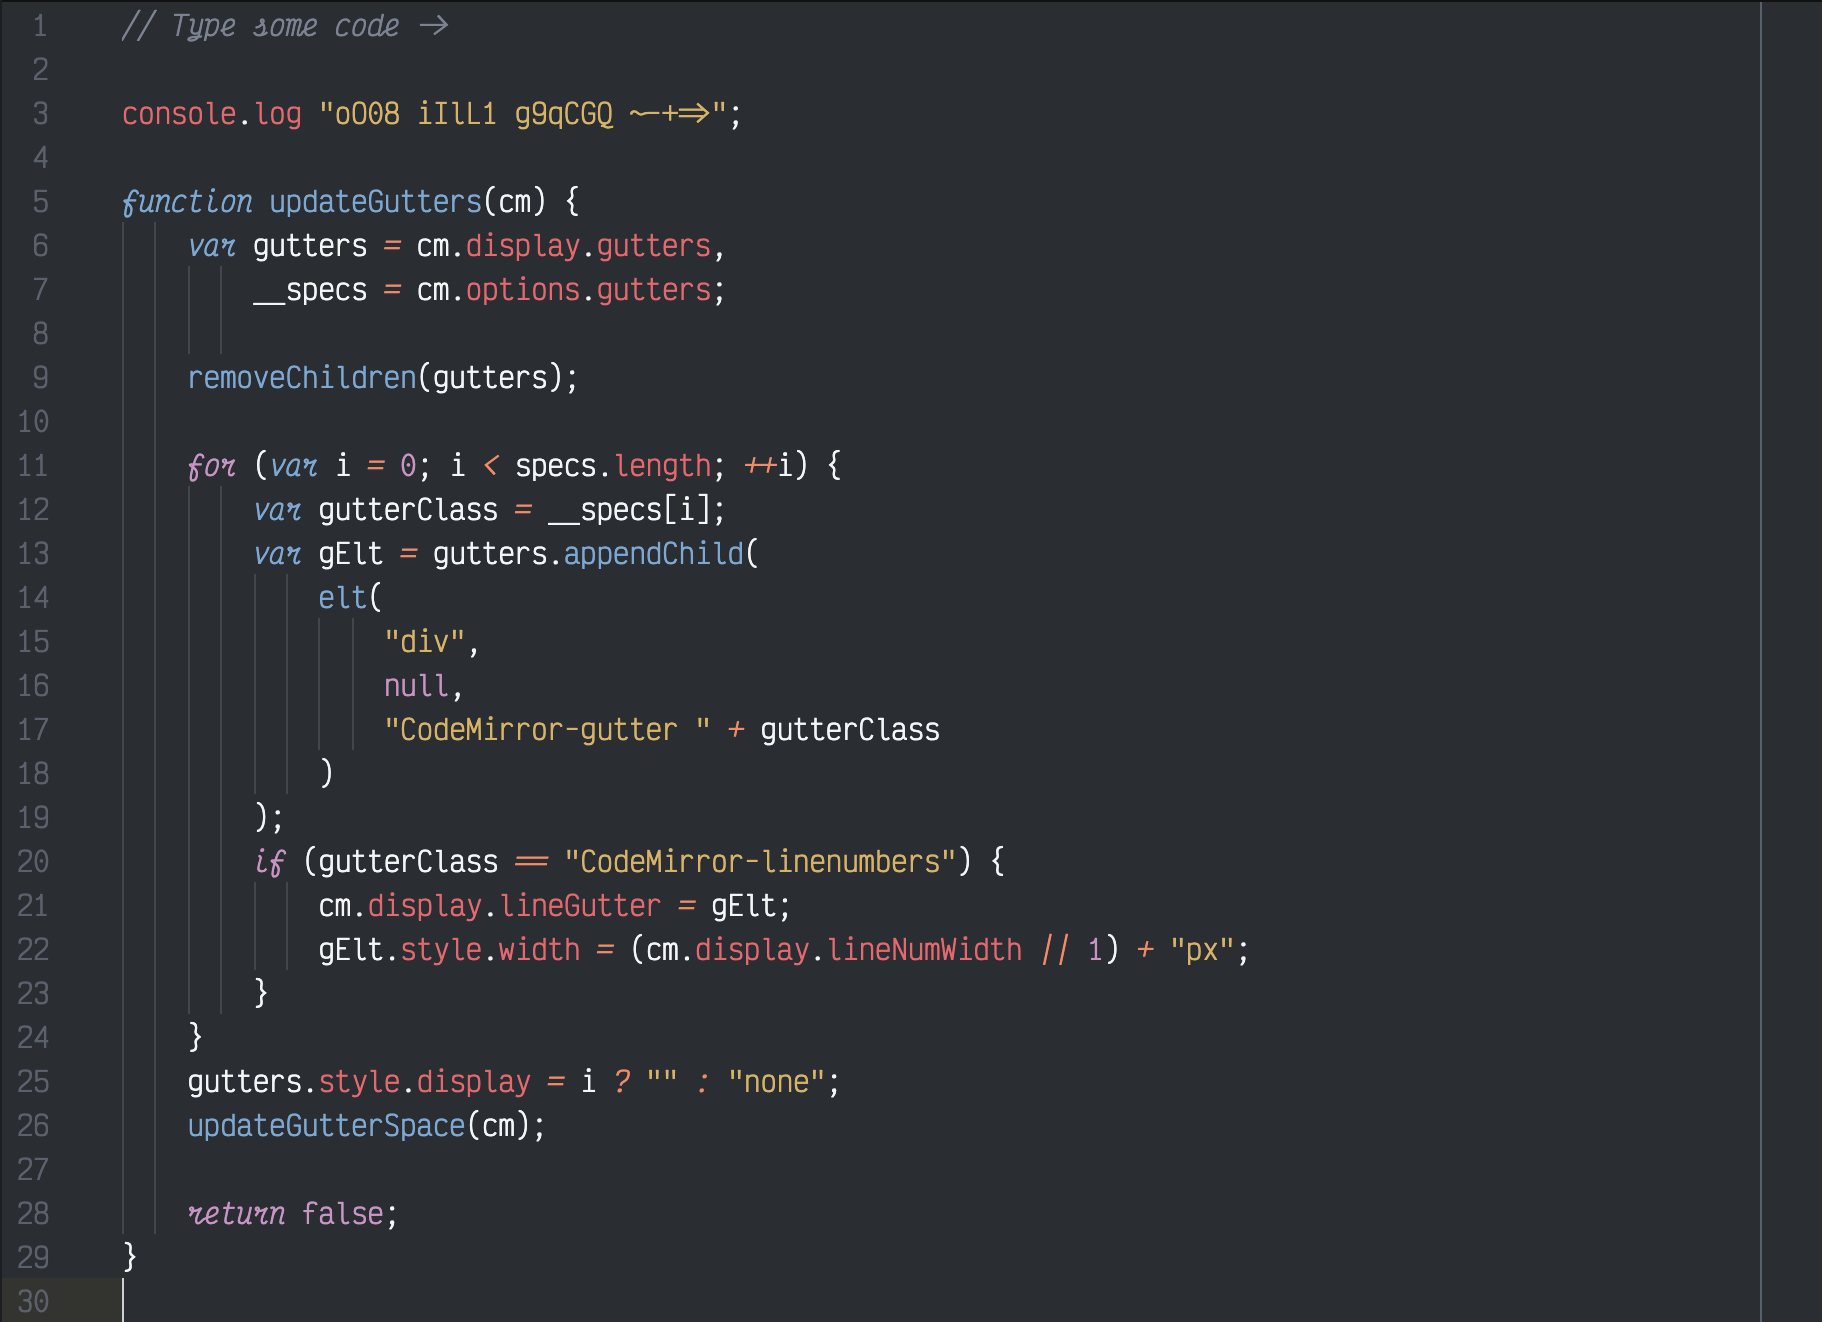 1 // Type some code ->
2
3 console.log "oO08 iIlL1 g9qCGQ ~-+=>";
4
5 function updateGutters(cm) {
6 var gutters = cm.display.gutters,
7 __specs = cm.options.gutters;
8
9 removeChildren(gutters);
10
11 for (var i = 0; i < specs.length; ++i) {
12 var gutterClass = __specs[i];
13 var gElt = gutters.appendChild(
14 elt(
15 "div",
16 null,
17 "CodeMirror-gutter " + gutterClass
18 )
19 );
20 if (gutterClass == "CodeMirror-linenumbers") {
21 cm.display.lineGutter = gElt;
22 gElt.style.width = (cm.display.lineNumWidth // 1) + "px";
23 }
24 }
25 gutters.style.display = i ? "" : "none";
26 updateGutterSpace(cm);
27
28 return false;
29 }
30